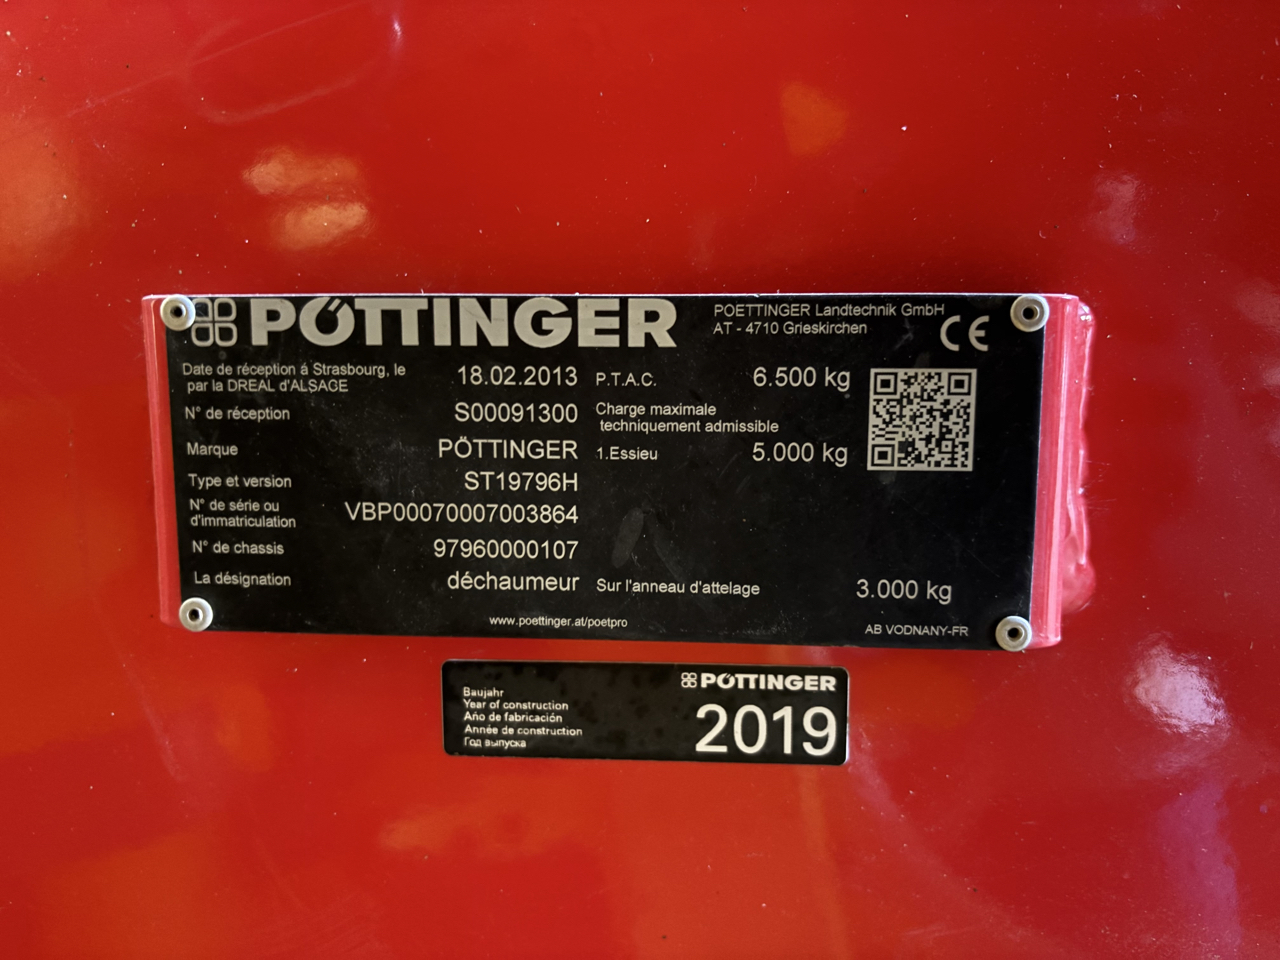 PÖTTINGER
POETTINGER Landtechnik GmbH
AT - 4710 Grieskirchen
CE
Date de réception á Strasbourg, le 18.02.2013
par la DREAL d'ALSAGE
P.T.A.C. 6.500 kg
N° de réception S00091300
Charge maximale
techniquement admissible
Marque PÖTTINGER
1.Essieu 5.000 kg
Type et version ST19796H
N° de série ou
d'immatriculation VBP00070007003864
N° de chassis 97960000107
La désignation déchaumeur
Sur l'anneau d'attelage 3.000 kg
www.poettinger.at/poetpro
AB VODNANY-FR
PÖTTINGER
Baujahr
Year of construction
Año de fabricación
Année de construction
Год выпуска
2019